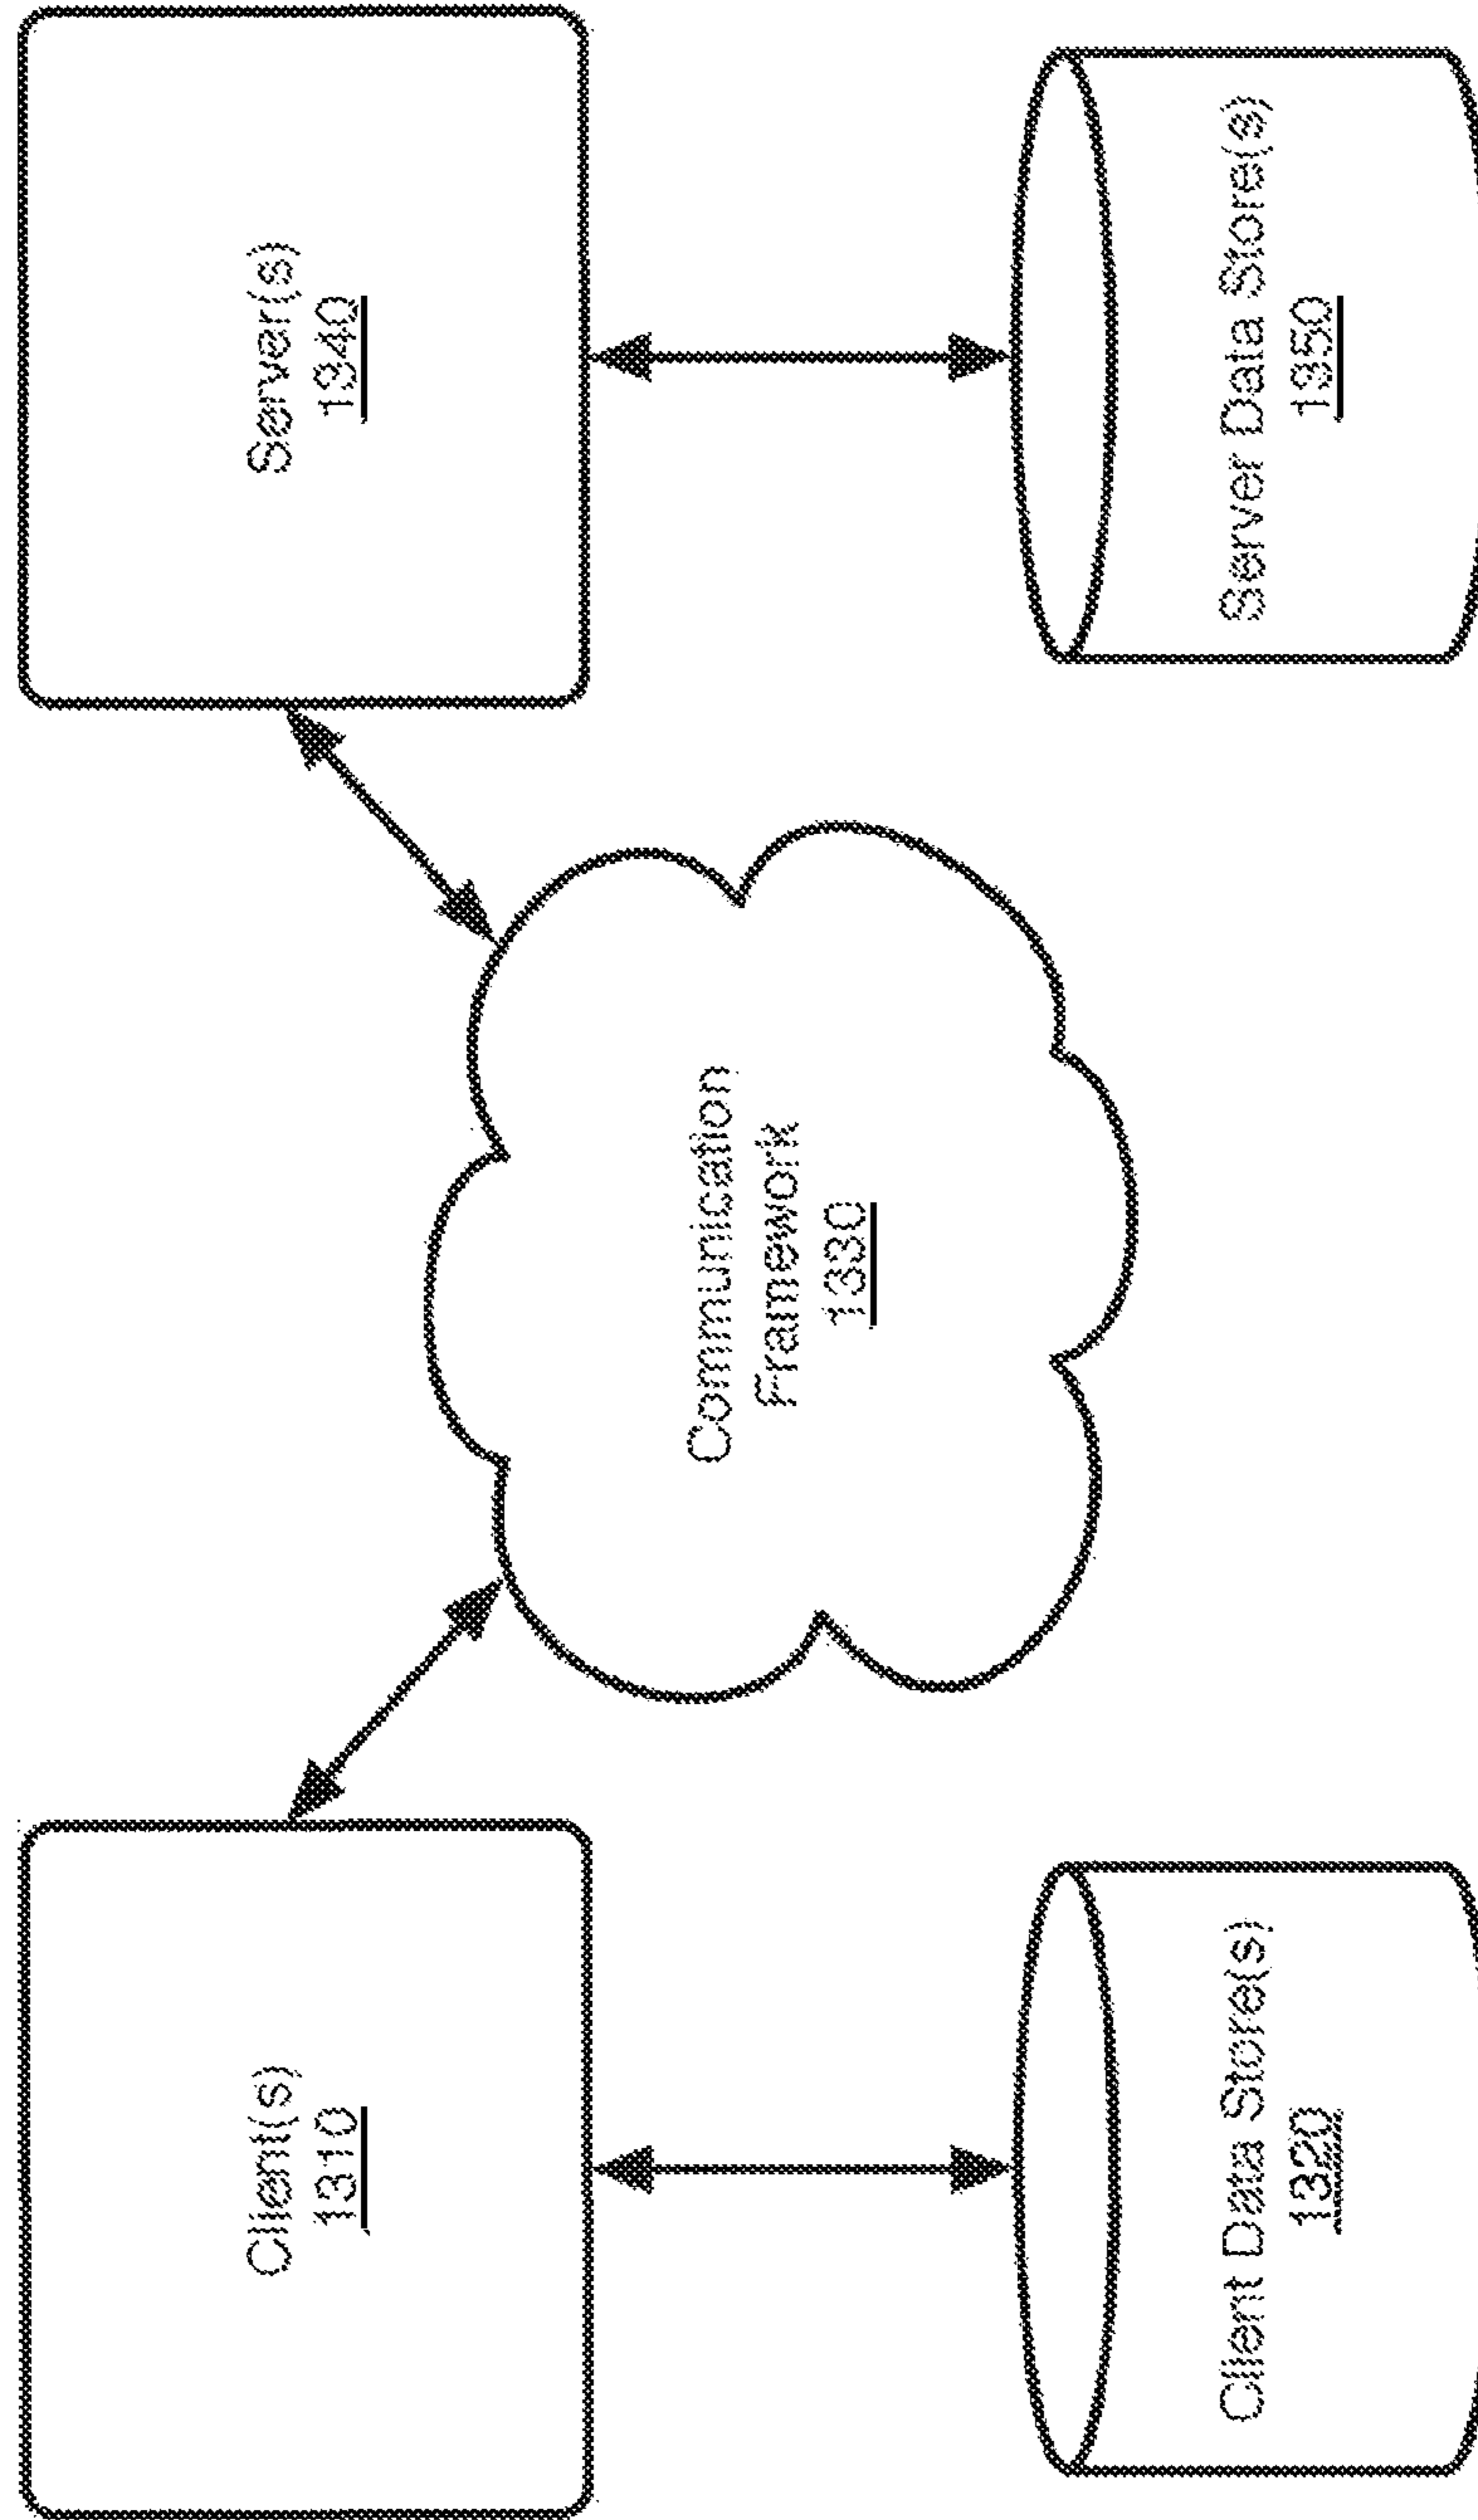 Client(s)
1310
Communication
Framework
1330
Server(s)
1340
Client Data Store(s)
1320
Server Data Store(s)
1350